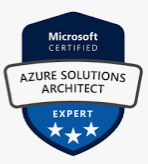 Microsoft
CERTIFIED
AZURE SOLUTIONS
ARCHITECT
EXPERT